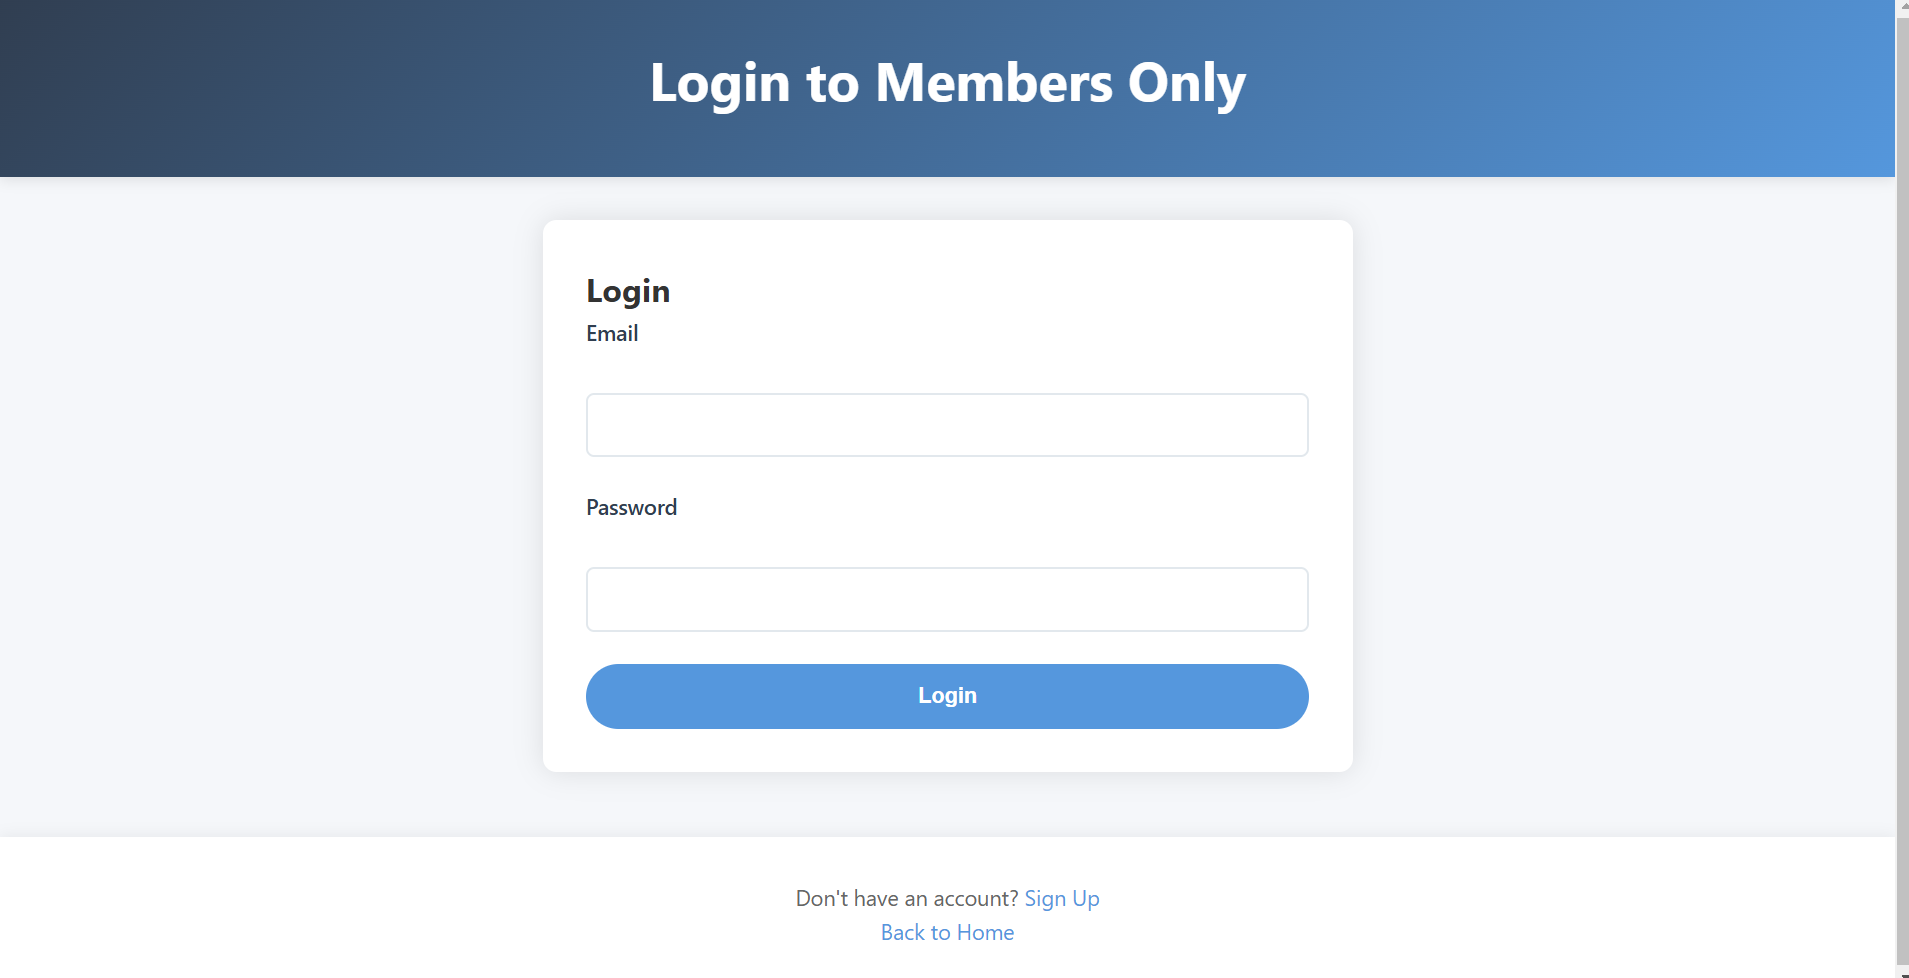 Login to Members Only
Login
Email
Password
Login
Don't have an account? Sign Up
Back to Home